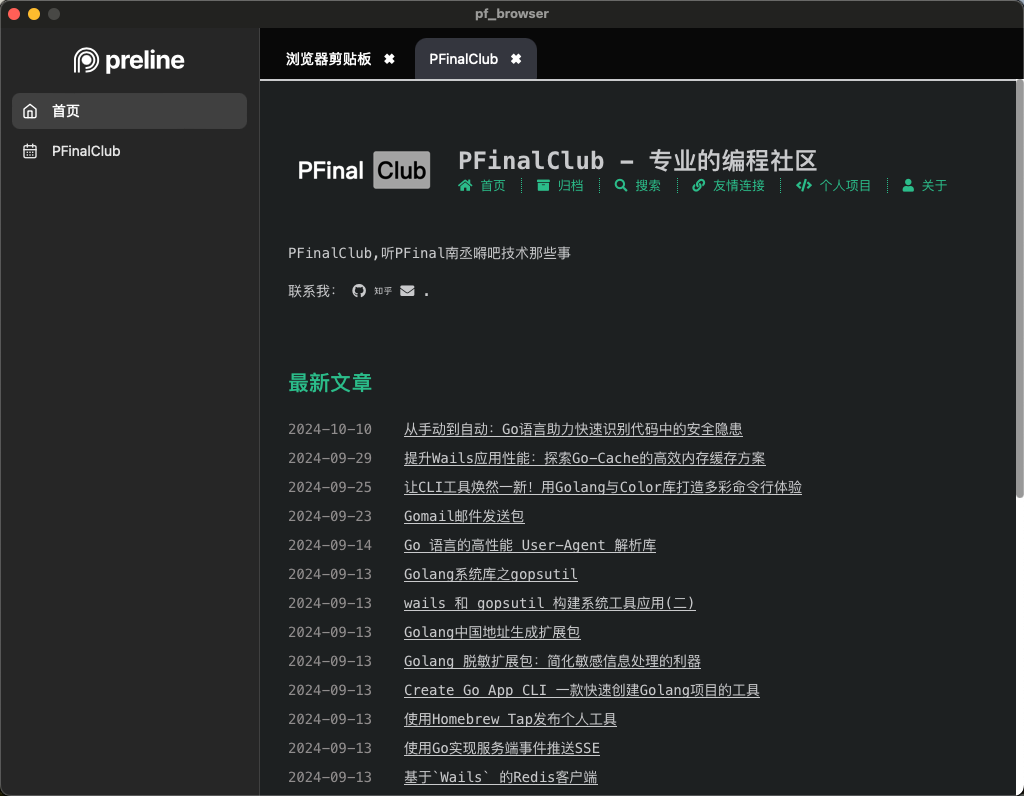 pf_browser
preline
首页
PFinalClub
浏览器剪贴板 ✖
PFinalClub ✖
PFinal Club
PFinalClub - 专业的编程社区
首页 归档 搜索 友情连接 个人项目 关于
PFinalClub,听PFinal南丞嘚吧技术那些事
联系我: 知乎 .
最新文章
2024-10-10 从手动到自动: Go语言助力快速识别代码中的安全隐患
2024-09-29 提升Wails应用性能: 探索Go-Cache的高效内存缓存方案
2024-09-25 让CLI工具焕然一新! 用Golang与Color库打造多彩命令行体验
2024-09-23 Gomail邮件发送包
2024-09-14 Go 语言的高性能 User-Agent 解析库
2024-09-13 Golang系统库之gopsutil
2024-09-13 wails 和 gopsutil 构建系统工具应用(二)
2024-09-13 Golang中国地址生成扩展包
2024-09-13 Golang 脱敏扩展包: 简化敏感信息处理的利器
2024-09-13 Create Go App CLI 一款快速创建Golang项目的工具
2024-09-13 使用Homebrew Tap发布个人工具
2024-09-13 使用Go实现服务端事件推送SSE
2024-09-13 基于`Wails` 的Redis客户端